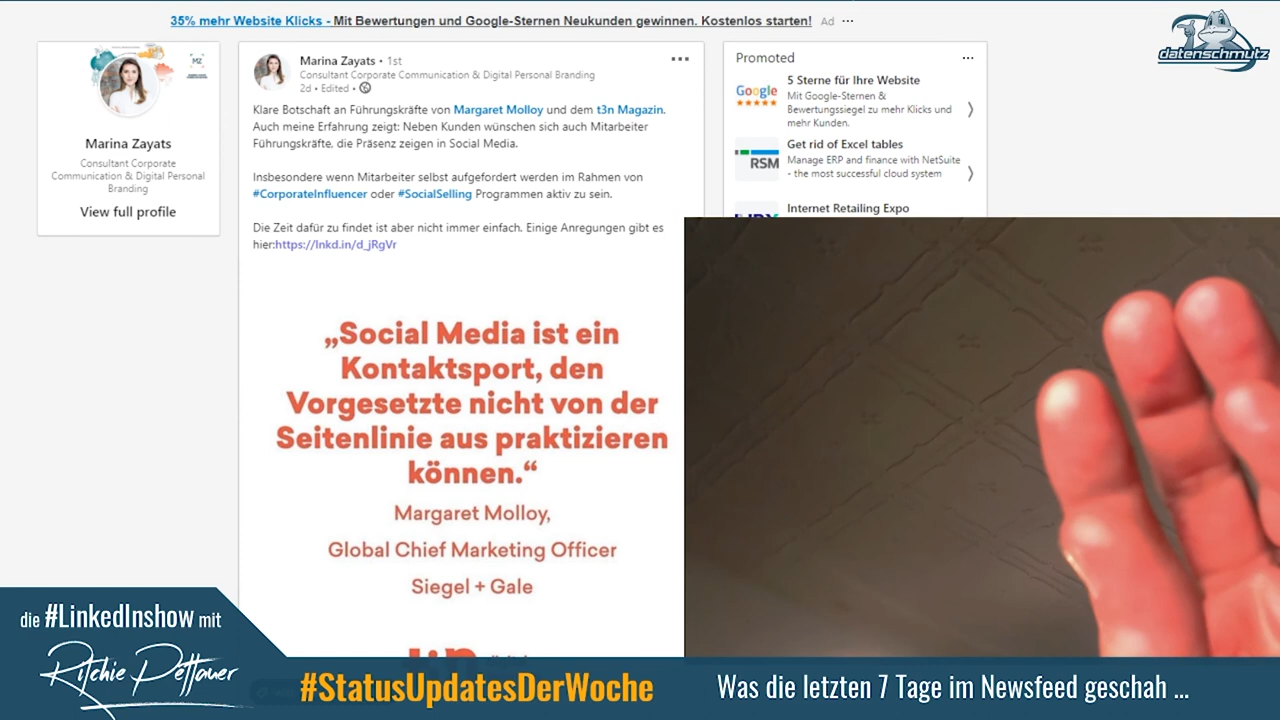 35% mehr Website Klicks - Mit Bewertungen und Google-Sternen Neukunden gewinnen. Kostenlos starten! Ad ···
datenschmutz
MZ
Marina Zayats
Consultant Corporate
Communication & Digital Personal
Branding
View full profile
Marina Zayats • 1st
Consultant Corporate Communication & Digital Personal Branding
2d • Edited •
Klare Botschaft an Führungskräfte von Margaret Molloy und dem t3n Magazin.
Auch meine Erfahrung zeigt: Neben Kunden wünschen sich auch Mitarbeiter
Führungskräfte, die Präsenz zeigen in Social Media.
Insbesondere wenn Mitarbeiter selbst aufgefordert werden im Rahmen von
#CorporateInfluencer oder #SocialSelling Programmen aktiv zu sein.
Die Zeit dafür zu findet ist aber nicht immer einfach. Einige Anregungen gibt es
hier:https://lnkd.in/d_jRgVr
„Social Media ist ein
Kontaktsport, den
Vorgesetzte nicht von der
Seitenlinie aus praktizieren
können.“
Margaret Molloy,
Global Chief Marketing Officer
Siegel + Gale
Promoted ···
Google
5 Sterne für Ihre Website
Mit Google-Sternen &
Bewertungssiegel zu mehr Klicks und
mehr Kunden.
RSM
Get rid of Excel tables
Manage ERP and finance with NetSuite
- the most successful cloud system
Internet Retailing Expo
die #LinkedInshow mit
Ritchie Pettauer
#StatusUpdatesDerWoche
Was die letzten 7 Tage im Newsfeed geschah ...